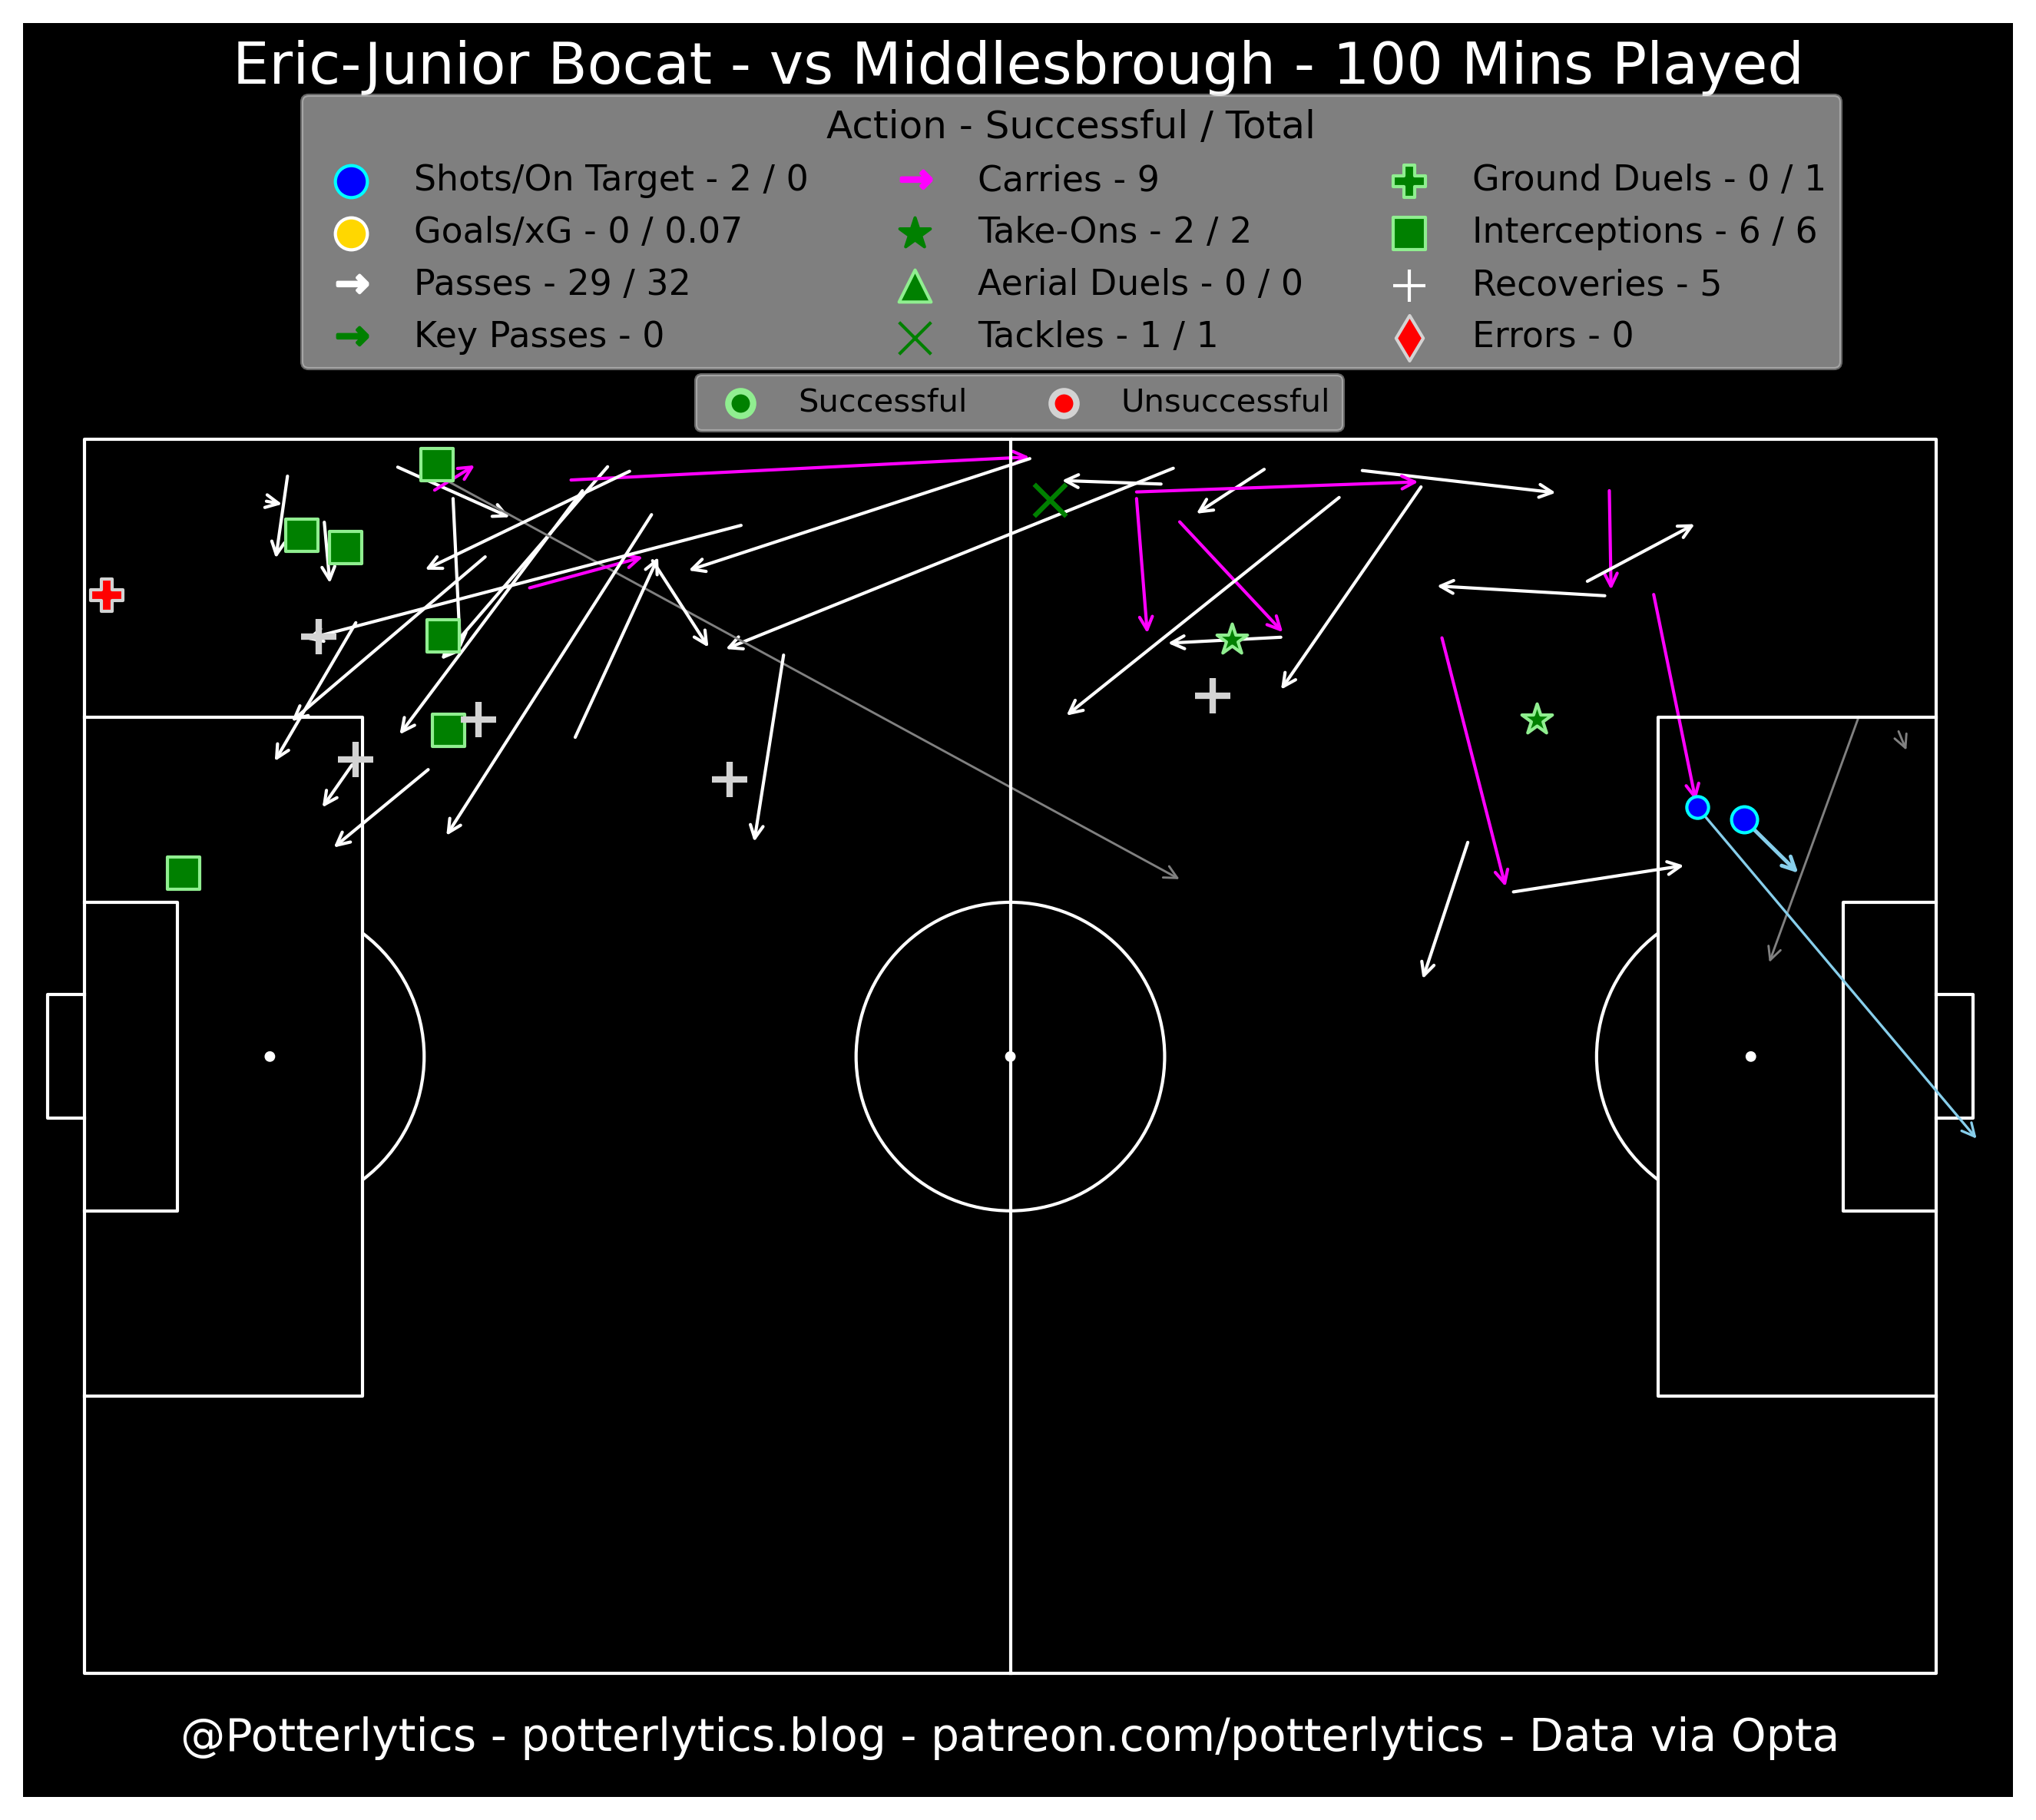 Eric-Junior Bocat - vs Middlesbrough - 100 Mins Played
Action - Successful / Total
Shots/On Target - 2 / 0
Goals/xG - 0 / 0.07
Passes - 29 / 32
Key Passes - 0
Carries - 9
Take-Ons - 2 / 2
Aerial Duels - 0 / 0
Tackles - 1 / 1
Ground Duels - 0 / 1
Interceptions - 6 / 6
Recoveries - 5
Errors - 0
Successful
Unsuccessful
@Potterlytics - potterlytics.blog - patreon.com/potterlytics - Data via Opta